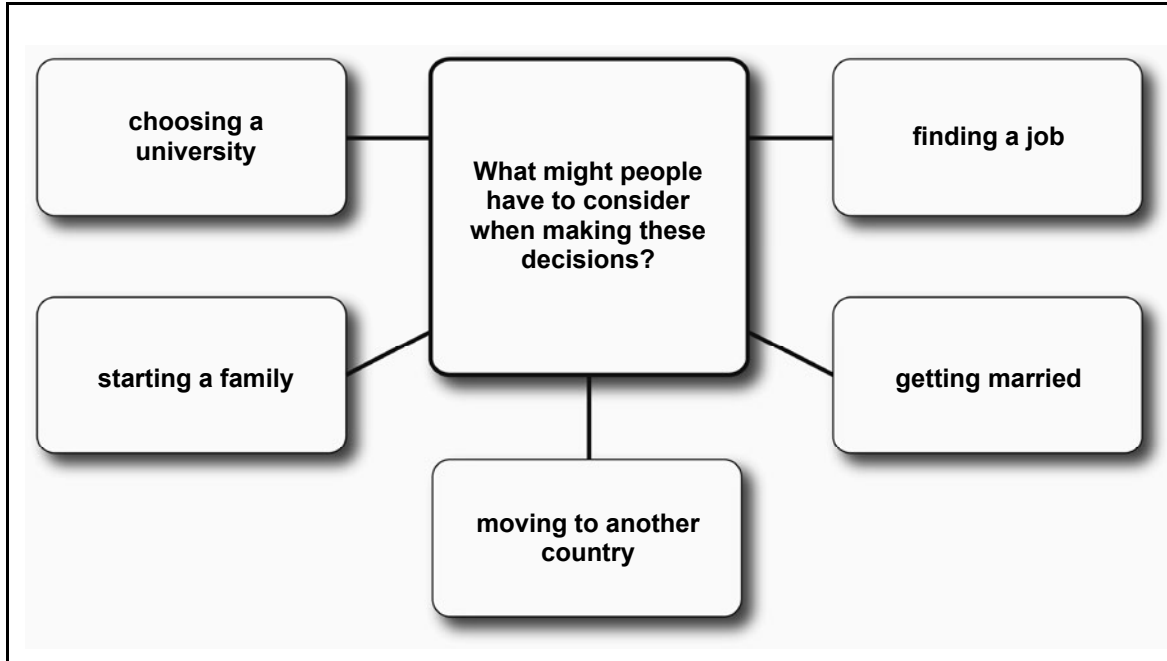 choosing a
university
What might people
have to consider
when making these
decisions?
finding a job
starting a family
getting married
moving to another
country